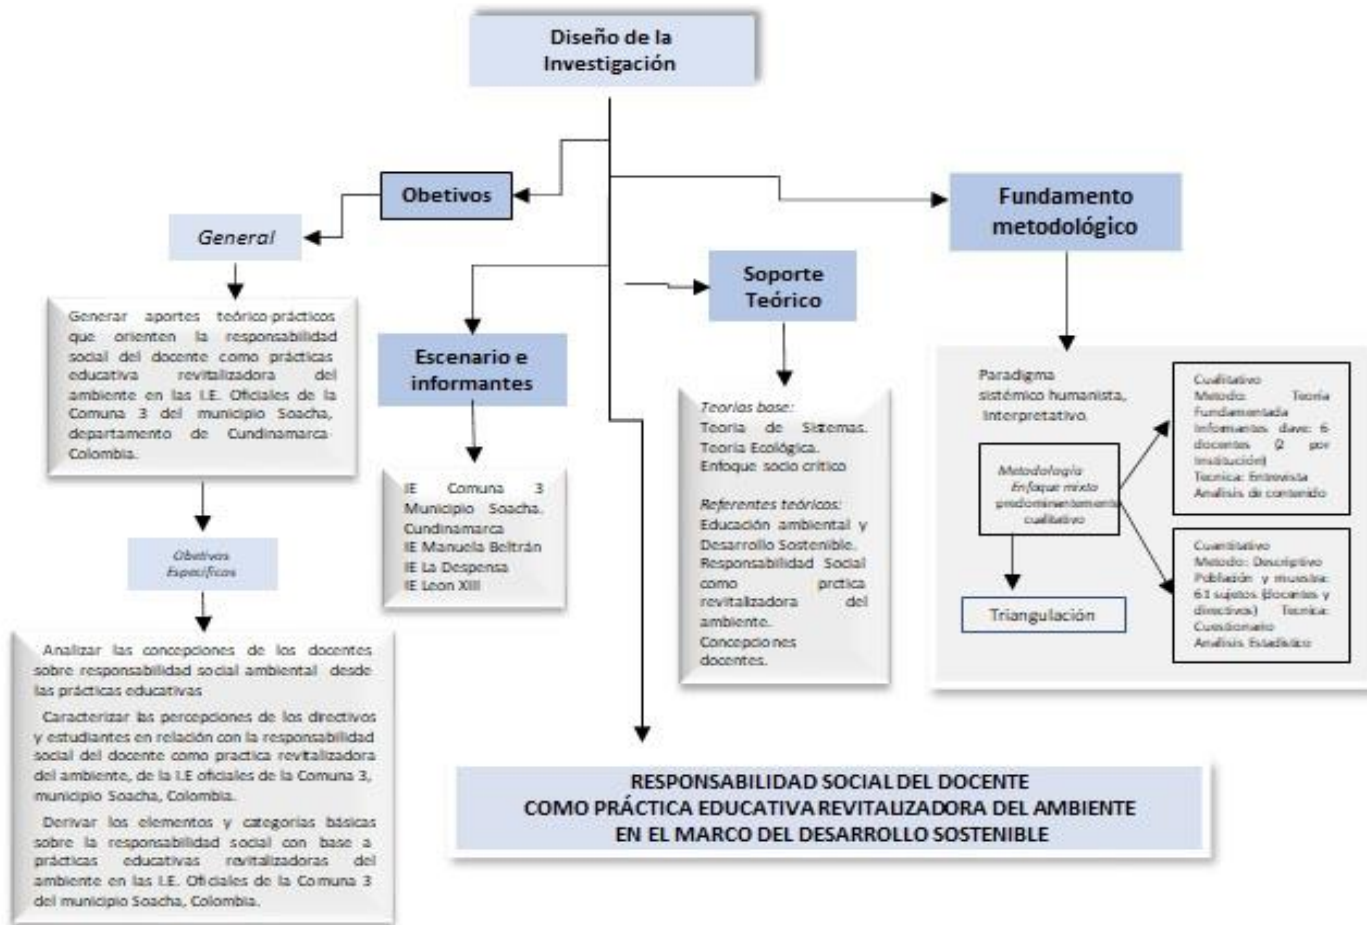 Diseño de la
Investigación
Obetivos
General
Generar aportes teórico-prácticos
que orienten la responsabilidad
social del docente como prácticas
educativa revitalizadora del
ambiente en las I.E. Oficiales de la
Comuna 3 del municipio Soacha,
departamento de Cundinamarca
Colombia.
Obetivos
Específicos
Analizar las concepciones de los docentes
sobre responsabilidad social ambiental desde
las prácticas educativas
Caracterizar las percepciones de los directivos
y estudiantes en relación con la responsabilidad
social del docente como practica revitalizadora
del ambiente, de la I.E oficiales de la Comuna 3,
municipio Soacha, Colombia.
Derivar los elementos y categorías básicas
sobre la responsabilidad social con base a
prácticas educativas revitalizadoras del
ambiente en las I.E. Oficiales de la Comuna 3
del municipio Soacha, Colombia.
Escenario e
informantes
IE Comuna 3
Municipio Soacha.
Cundinamarca
IE Manuela Beltrán
IE La Despensa
IE Leon XIII
Soporte
Teórico
Teorías base:
Teoria de Sistemas.
Teoría Ecológica.
Enfoque socio crítico
Referentes teóricos:
Educación ambiental y
Desarrollo Sostenible.
Responsabilidad Social
como prctica
revitalizadora del
ambiente.
Concepciones
docentes.
Fundamento
metodológico
Paradigma
sistémico humanista,
interpretativo.
Metodología
Enfoque mixto
predominantemente
cualitativo
Triangulación
Cualitativo
Metodo: Teoría
Fundamentada
Informantes clave: 6
docentes (2 por
Institución)
Tecnica: Entrevista
Analisis de contenido
Cuantitativo
Metodo: Descriptivo
Población y muestra:
61 sujetos (docentes y
directivos) Tecnica:
Cuestionario
Analisis Estadístico
RESPONSABILIDAD SOCIAL DEL DOCENTE
COMO PRÁCTICA EDUCATIVA REVITALIZADORA DEL AMBIENTE
EN EL MARCO DEL DESARROLLO SOSTENIBLE